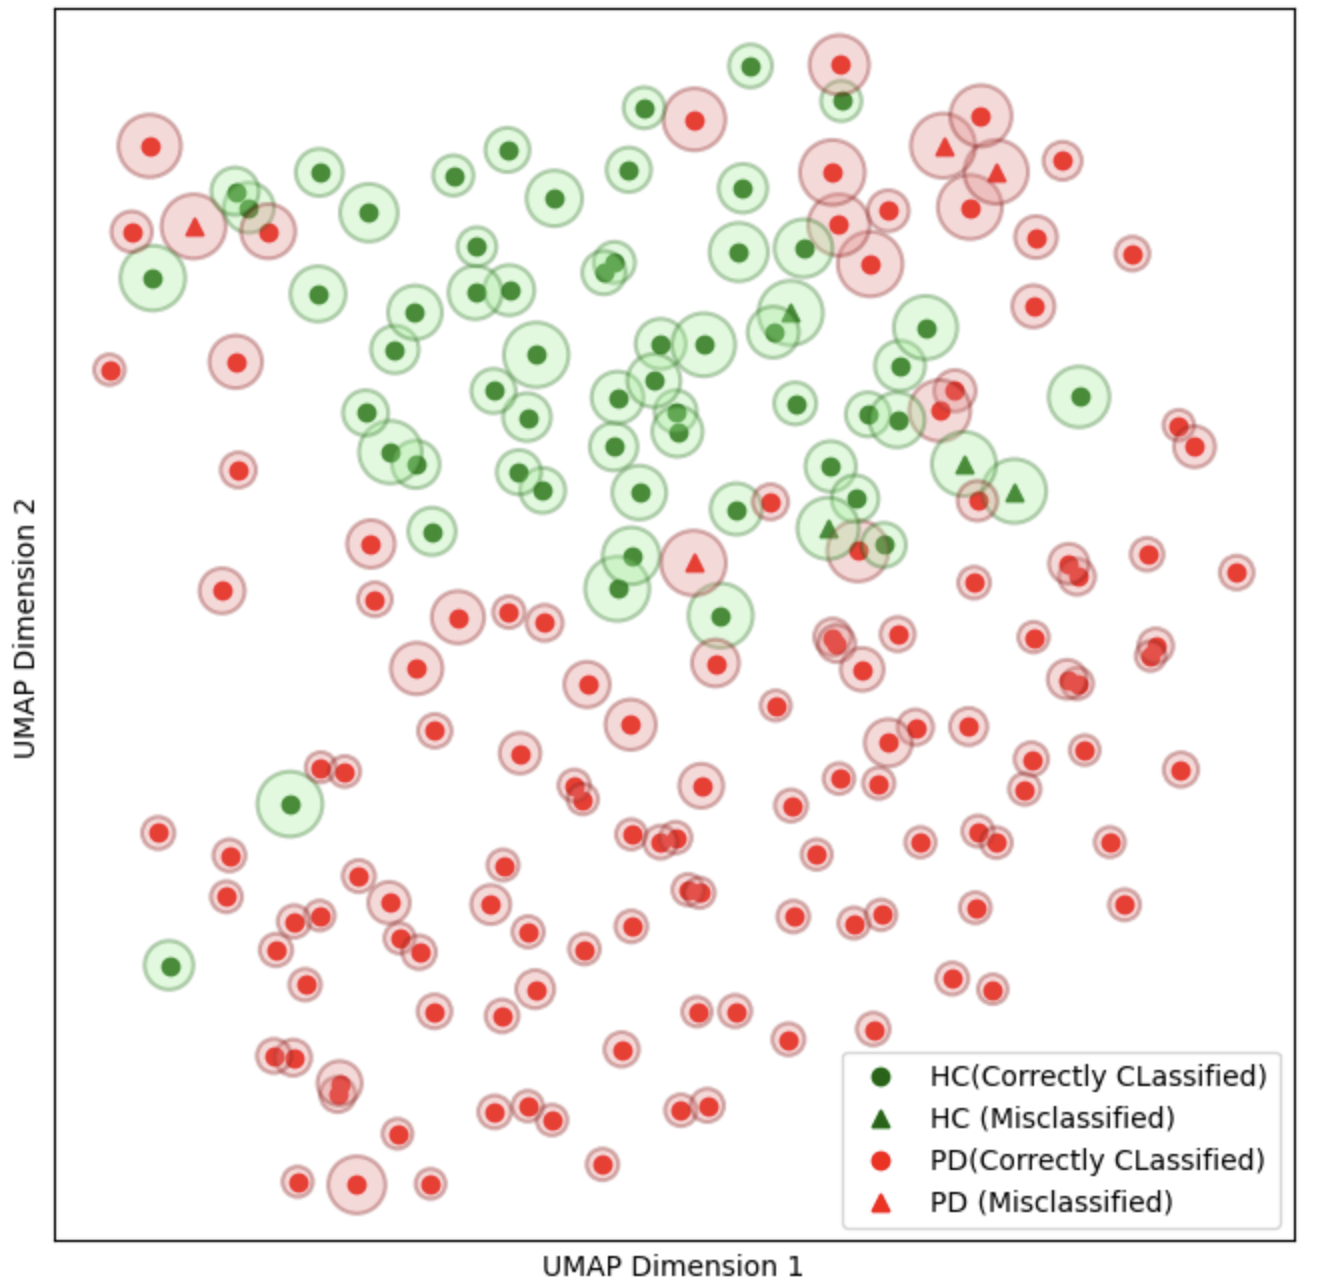 UMAP Dimension 2
HC(Correctly CLassified)
HC (Misclassified)
PD(Correctly CLassified)
PD (Misclassified)
UMAP Dimension 1